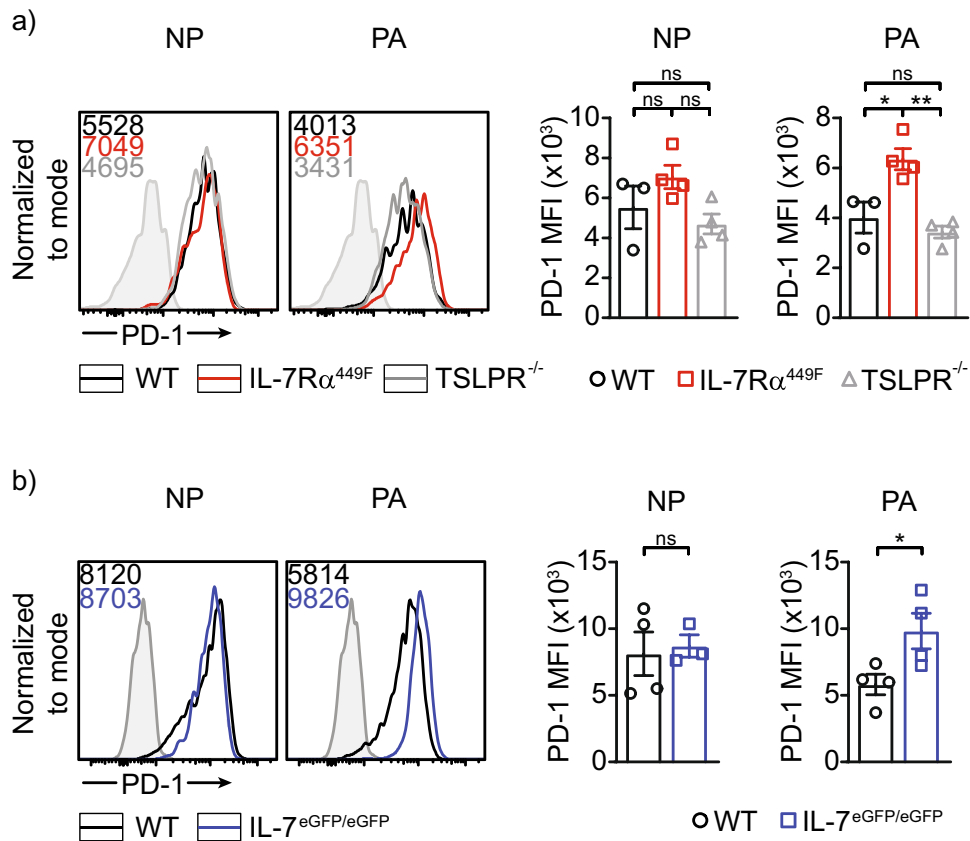 a)
NP PA NP PA
5528
7049
4695
4013
6351
3431
Normalized
to mode
PD-1
WT IL-7Rα449F TSLPR-/-
ns
ns ns
PD-1 MFI (x103)
10
8
6
4
2
0
ns
* **
PD-1 MFI (x103)
8
6
4
2
0
WT IL-7Rα449F TSLPR-/-
b)
NP PA NP PA
8120
8703
5814
9826
Normalized
to mode
PD-1
WT IL-7eGFP/eGFP
ns
PD-1 MFI (x103)
15
10
5
0
*
PD-1 MFI (x103)
15
10
5
0
WT IL-7eGFP/eGFP